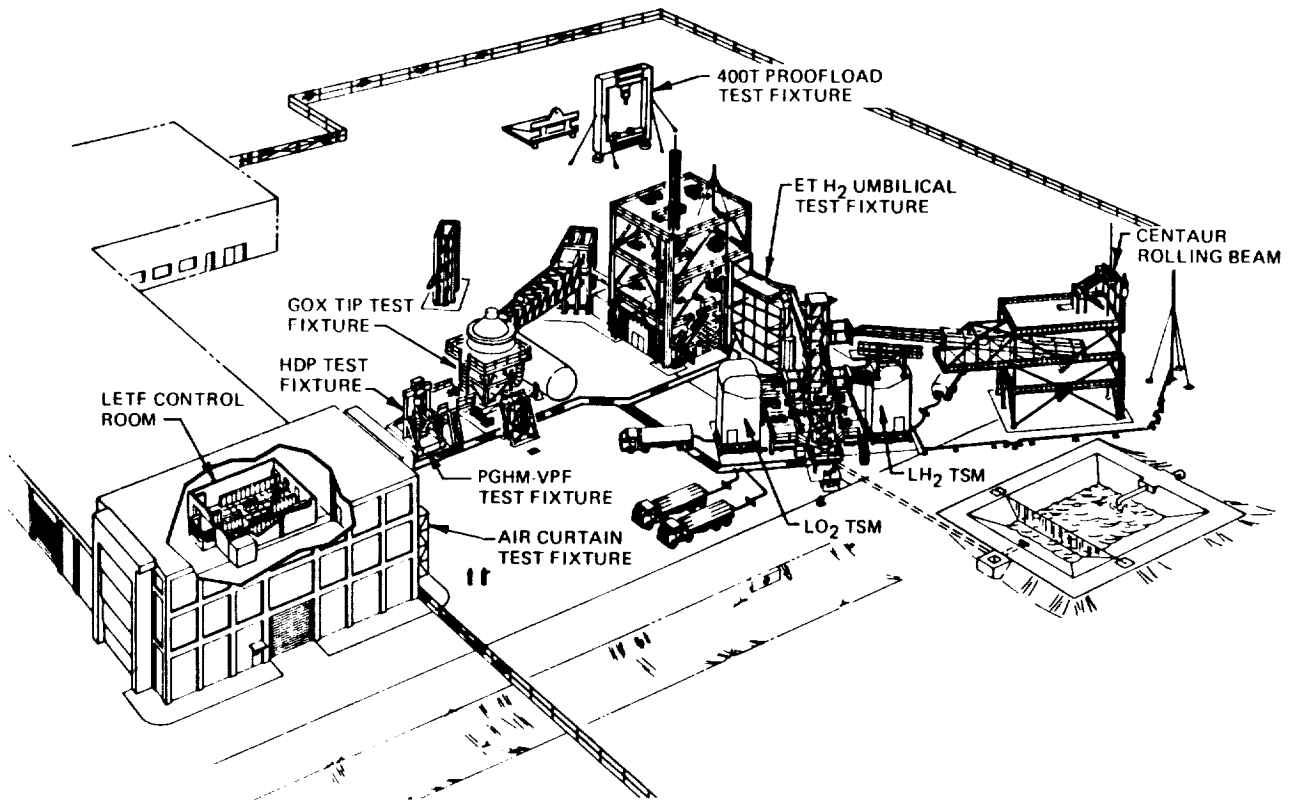 400T PROOFLOAD
TEST FIXTURE
ET H₂ UMBILICAL
TEST FIXTURE
CENTAUR
ROLLING BEAM
GOX TIP TEST
FIXTURE
HDP TEST
FIXTURE
LETF CONTROL
ROOM
PGHM-VPF
TEST FIXTURE
LH₂ TSM
LO₂ TSM
AIR CURTAIN
TEST FIXTURE